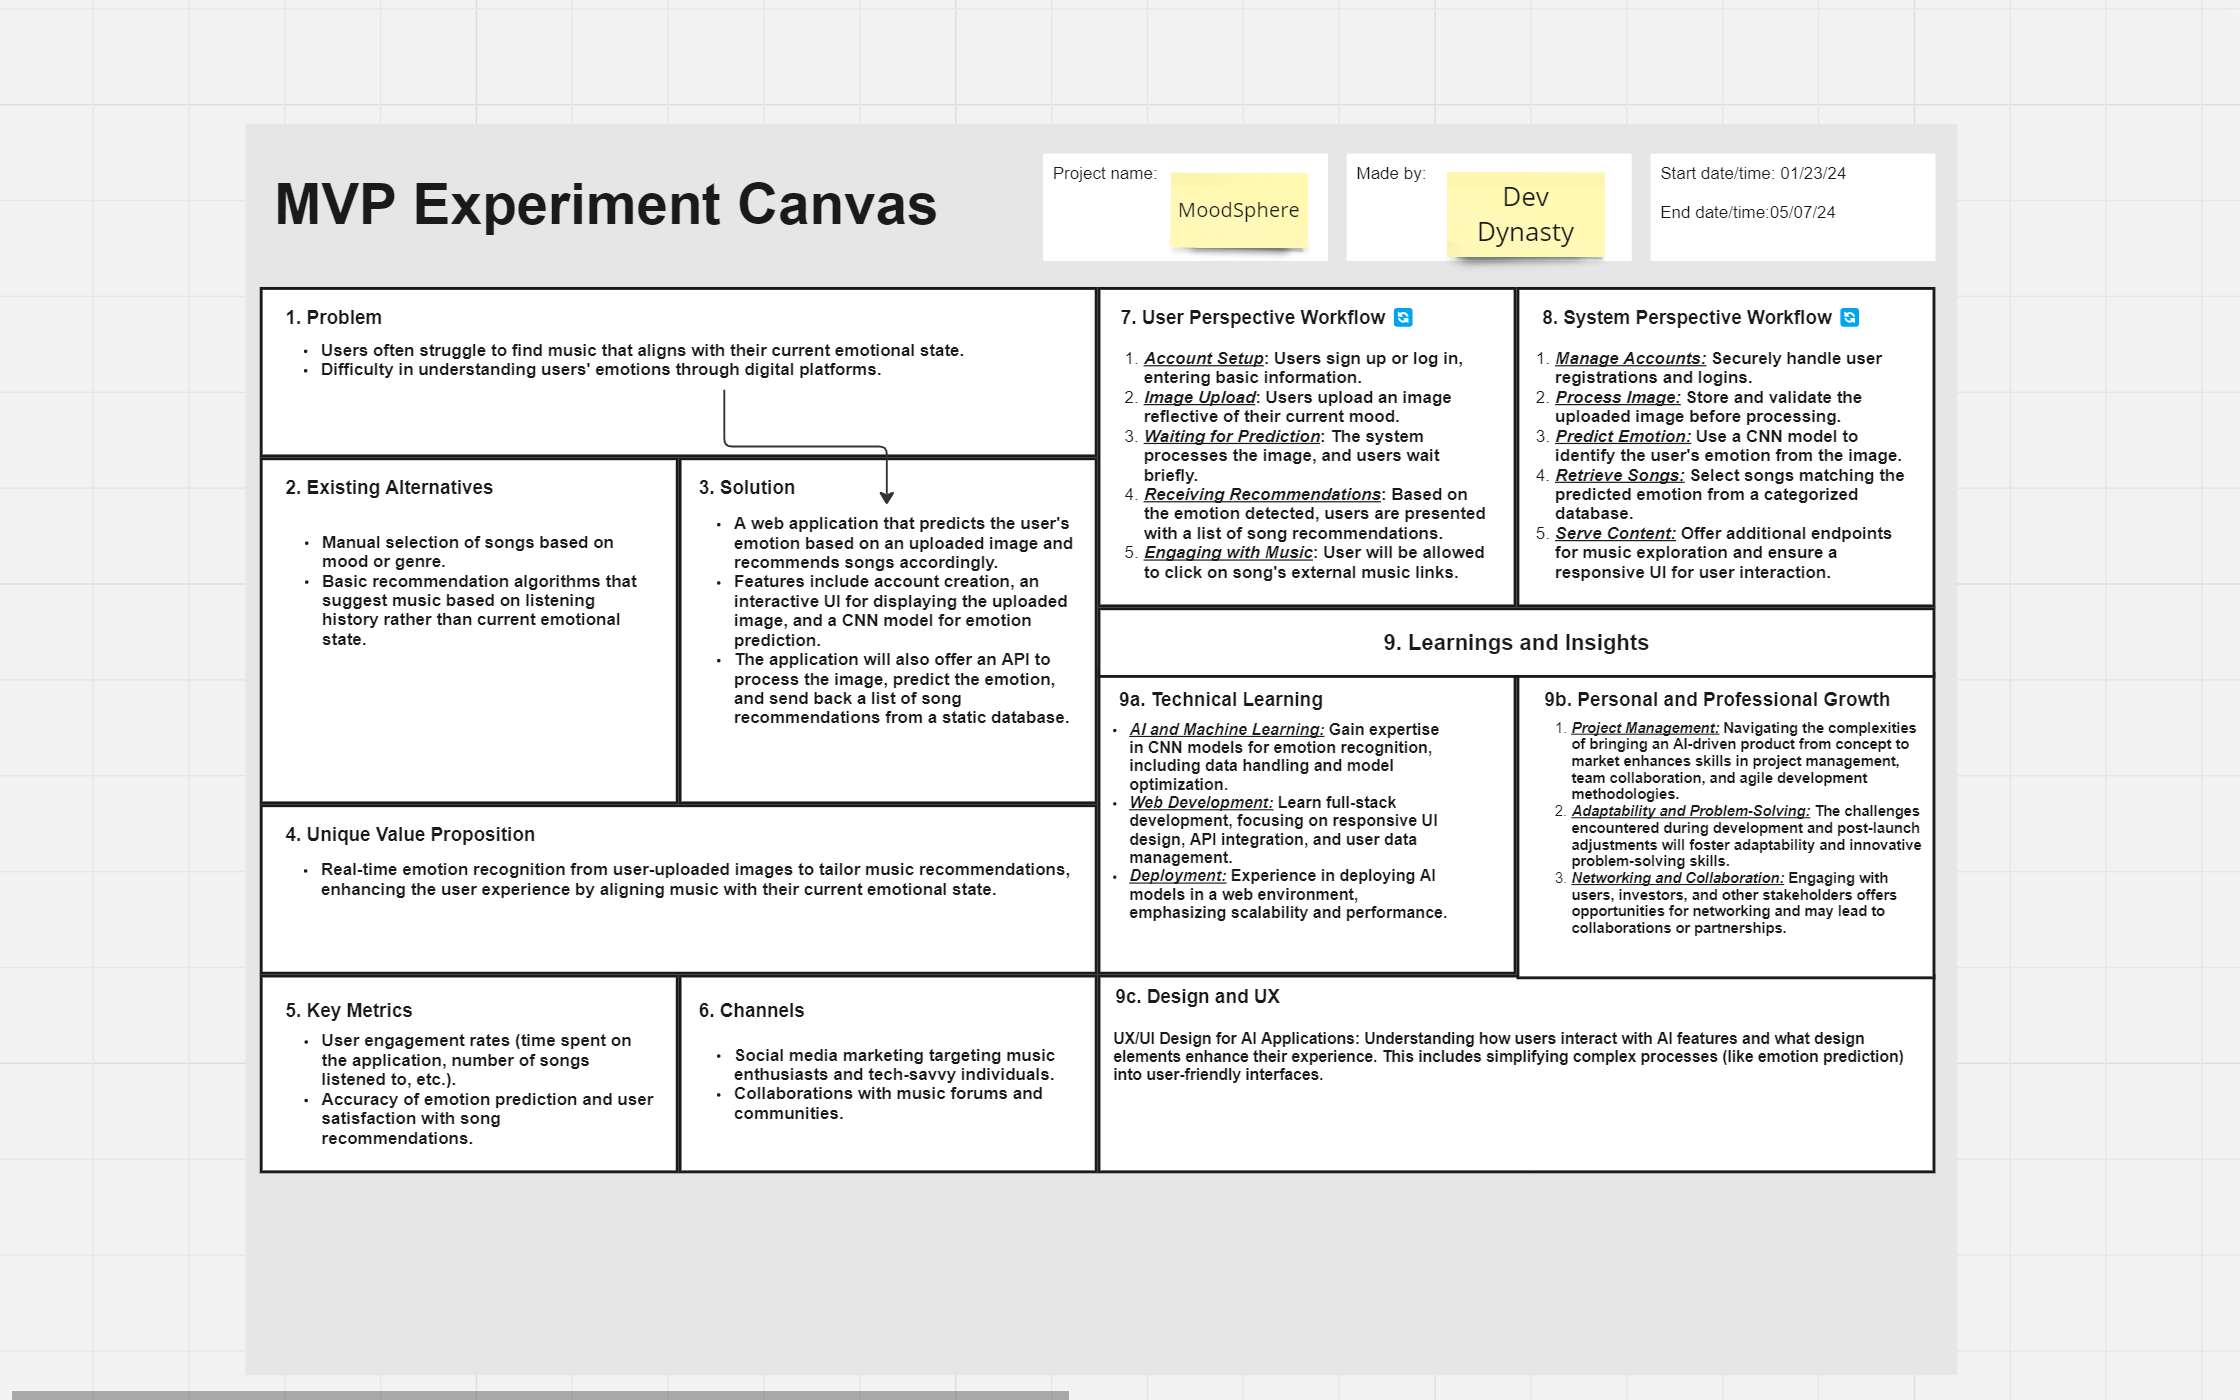 MVP Experiment Canvas
Project name:
MoodSphere
Made by:
Dev
Dynasty
Start date/time: 01/23/24
End date/time:05/07/24
1. Problem
• Users often struggle to find music that aligns with their current emotional state.
• Difficulty in understanding users' emotions through digital platforms.
2. Existing Alternatives
• Manual selection of songs based on
mood or genre.
• Basic recommendation algorithms that
suggest music based on listening
history rather than current emotional
state.
3. Solution
• A web application that predicts the user's
emotion based on an uploaded image and
recommends songs accordingly.
• Features include account creation, an
interactive UI for displaying the uploaded
image, and a CNN model for emotion
prediction.
• The application will also offer an API to
process the image, predict the emotion,
and send back a list of song
recommendations from a static database.
4. Unique Value Proposition
• Real-time emotion recognition from user-uploaded images to tailor music recommendations,
enhancing the user experience by aligning music with their current emotional state.
5. Key Metrics
• User engagement rates (time spent on
the application, number of songs
listened to, etc.).
• Accuracy of emotion prediction and user
satisfaction with song
recommendations.
6. Channels
• Social media marketing targeting music
enthusiasts and tech-savvy individuals.
• Collaborations with music forums and
communities.
7. User Perspective Workflow
1. Account Setup: Users sign up or log in,
entering basic information.
2. Image Upload: Users upload an image
reflective of their current mood.
3. Waiting for Prediction: The system
processes the image, and users wait
briefly.
4. Receiving Recommendations: Based on
the emotion detected, users are presented
with a list of song recommendations.
5. Engaging with Music: User will be allowed
to click on song's external music links.
8. System Perspective Workflow
1. Manage Accounts: Securely handle user
registrations and logins.
2. Process Image: Store and validate the
uploaded image before processing.
3. Predict Emotion: Use a CNN model to
identify the user's emotion from the image.
4. Retrieve Songs: Select songs matching the
predicted emotion from a categorized
database.
5. Serve Content: Offer additional endpoints
for music exploration and ensure a
responsive UI for user interaction.
9. Learnings and Insights
9a. Technical Learning
• AI and Machine Learning: Gain expertise
in CNN models for emotion recognition,
including data handling and model
optimization.
• Web Development: Learn full-stack
development, focusing on responsive UI
design, API integration, and user data
management.
• Deployment: Experience in deploying AI
models in a web environment,
emphasizing scalability and performance.
9b. Personal and Professional Growth
1. Project Management: Navigating the complexities
of bringing an AI-driven product from concept to
market enhances skills in project management,
team collaboration, and agile development
methodologies.
2. Adaptability and Problem-Solving: The challenges
encountered during development and post-launch
adjustments will foster adaptability and innovative
problem-solving skills.
3. Networking and Collaboration: Engaging with
users, investors, and other stakeholders offers
opportunities for networking and may lead to
collaborations or partnerships.
9c. Design and UX
UX/UI Design for AI Applications: Understanding how users interact with AI features and what design
elements enhance their experience. This includes simplifying complex processes (like emotion prediction)
into user-friendly interfaces.